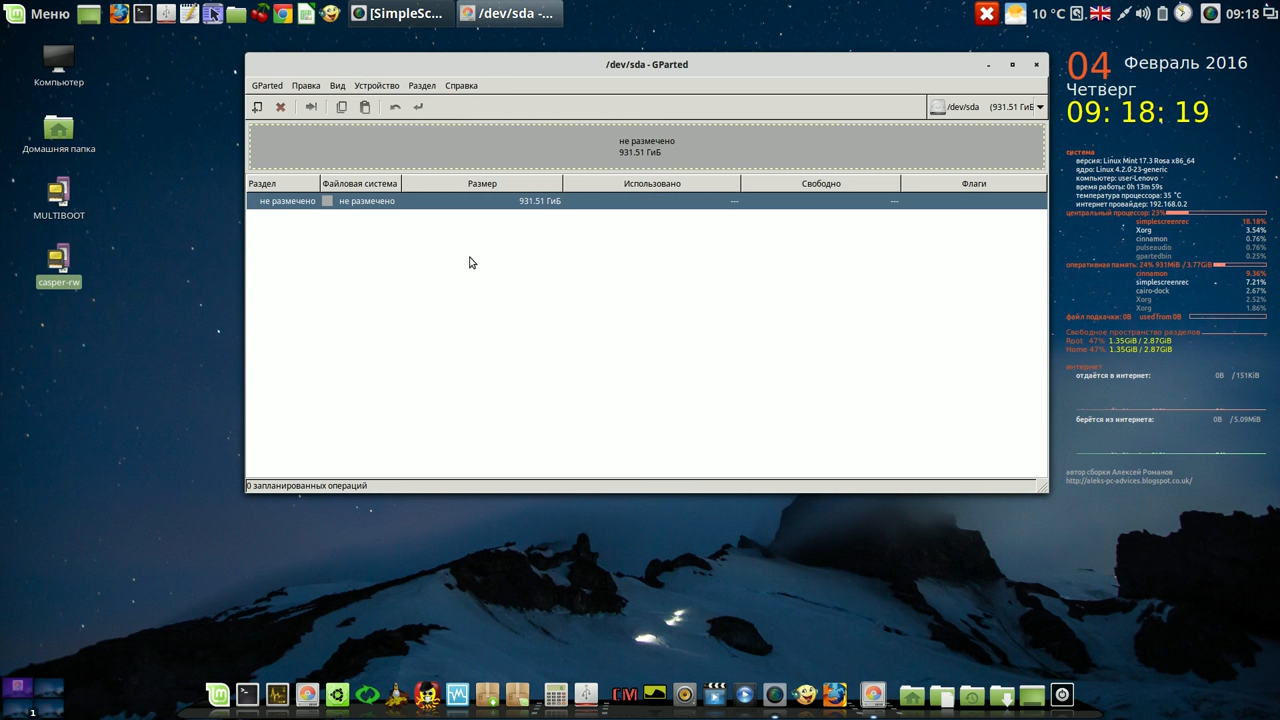 Меню
[SimpleSc...
/dev/sda -...
10 °C
09:18
Компьютер
Домашняя папка
MULTIBOOT
casper-rw
/dev/sda - GParted
GParted Правка Вид Устройство Раздел Справка
/dev/sda (931.51 ГиБ
не размечено
931.51 ГиБ
Раздел Файловая система Размер Использовано Свободно Флаги
не размечено не размечено 931.51 ГиБ --- ---
0 запланированных операций
04 Февраль 2016
Четверг
09: 18: 19
система
версия: Linux Mint 17.3 Rosa x86_64
ядро: Linux 4.2.0-23-generic
компьютер: user-Lenovo
время работы: 0h 13m 59s
температура процессора: 35 °C
интернет провайдер: 192.168.0.2
центральный процессор: 23%
simplescreenrec 18.18%
Xorg 3.54%
cinnamon 0.76%
pulseaudio 0.76%
gpartedbin 0.25%
оперативная память: 24% 931MiB / 3.77GiB
cinnamon 9.36%
simplescreenrec 7.21%
cairo-dock 2.67%
Xorg 2.52%
Xorg 1.86%
файл подкачки: 0B used from 0B
Свободное пространство разделов
Root 47% 1.35GiB / 2.87GiB
Home 47% 1.35GiB / 2.87GiB
интернет
отдаётся в интернет: 0B / 151KiB
берётся из интернета: 0B / 5.09MiB
автор сборки Алексей Романов
http://aleks-pc-advices.blogspot.co.uk/
CM
1